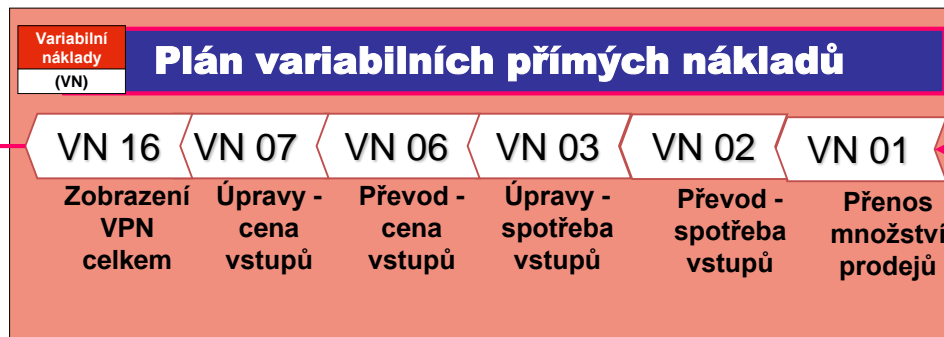 Variabilní
náklady
(VN)
Plán variabilních přímých nákladů
VN 16
VN 07
VN 06
VN 03
VN 02
VN 01
Zobrazení
VPN
celkem
Úpravy -
cena
vstupů
Převod -
cena
vstupů
Úpravy -
spotřeba
vstupů
Převod -
spotřeba
vstupů
Přenos
množství
prodejů